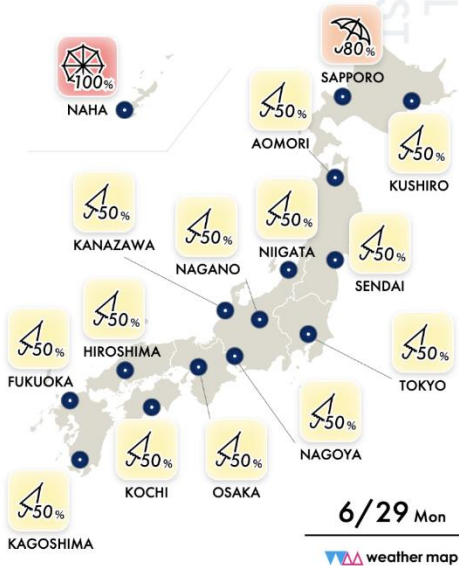 80%
SAPPORO
100%
NAHA
50%
AOMORI
50%
KUSHIRO
50%
KANAZAWA
50%
NAGANO
50%
NIIGATA
50%
SENDAI
50%
HIROSHIMA
50%
FUKUOKA
50%
TOKYO
50%
KOCHI
50%
OSAKA
50%
NAGOYA
50%
KAGOSHIMA
6/29 Mon
weather map